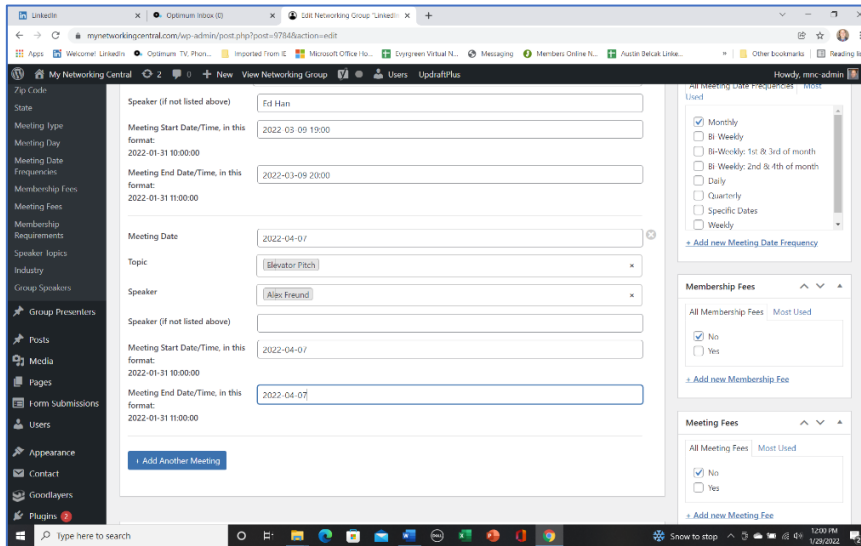 LinkedIn
Optimum Inbox (0)
Edit Networking Group "LinkedIn
mynetworkingcentral.com/wp-admin/post.php?post=9784&action=edit
Apps
Welcome! LinkedIn
Optimum TV, Phon...
Imported From IE
Microsoft Office Ho...
Evyrgreen Virtual N...
Messaging
Members Online N...
Austin Belcak Linke...
»
Other bookmarks
Reading lis
My Networking Central
2
0
+ New
View Networking Group
Users
UpdraftPlus
Howdy, mnc-admin
Zip Code
State
Meeting Type
Meeting Day
Meeting Date
Frequencies
Membership Fees
Meeting Fees
Membership
Requirements
Speaker Topics
Industry
Group Speakers
Group Presenters
Posts
Media
Pages
Form Submissions
Users
Appearance
Contact
Goodlayers
Plugins 2
Speaker (if not listed above)
Ed Han
Meeting Start Date/Time, in this
format:
2022-01-31 10:00:00
2022-03-09 19:00
Meeting End Date/Time, in this
format:
2022-01-31 11:00:00
2022-03-09 20:00
Meeting Date
2022-04-07
Topic
Elevator Pitch
×
Speaker
Alex Freund
×
Speaker (if not listed above)
Meeting Start Date/Time, in this
format:
2022-01-31 10:00:00
2022-04-07
Meeting End Date/Time, in this
format:
2022-01-31 11:00:00
2022-04-07
+ Add Another Meeting
All Meeting Date Frequencies Most
Used
Monthly
Bi-Weekly
Bi-Weekly: 1st & 3rd of month
Bi-Weekly: 2nd & 4th of month
Daily
Quarterly
Specific Dates
Weekly
+ Add new Meeting Date Frequency
Membership Fees
All Membership Fees Most Used
No
Yes
+ Add new Membership Fee
Meeting Fees
All Meeting Fees Most Used
No
Yes
+ Add new Meeting Fee
Type here to search
DELL
Snow to stop
12:00 PM
1/29/2022